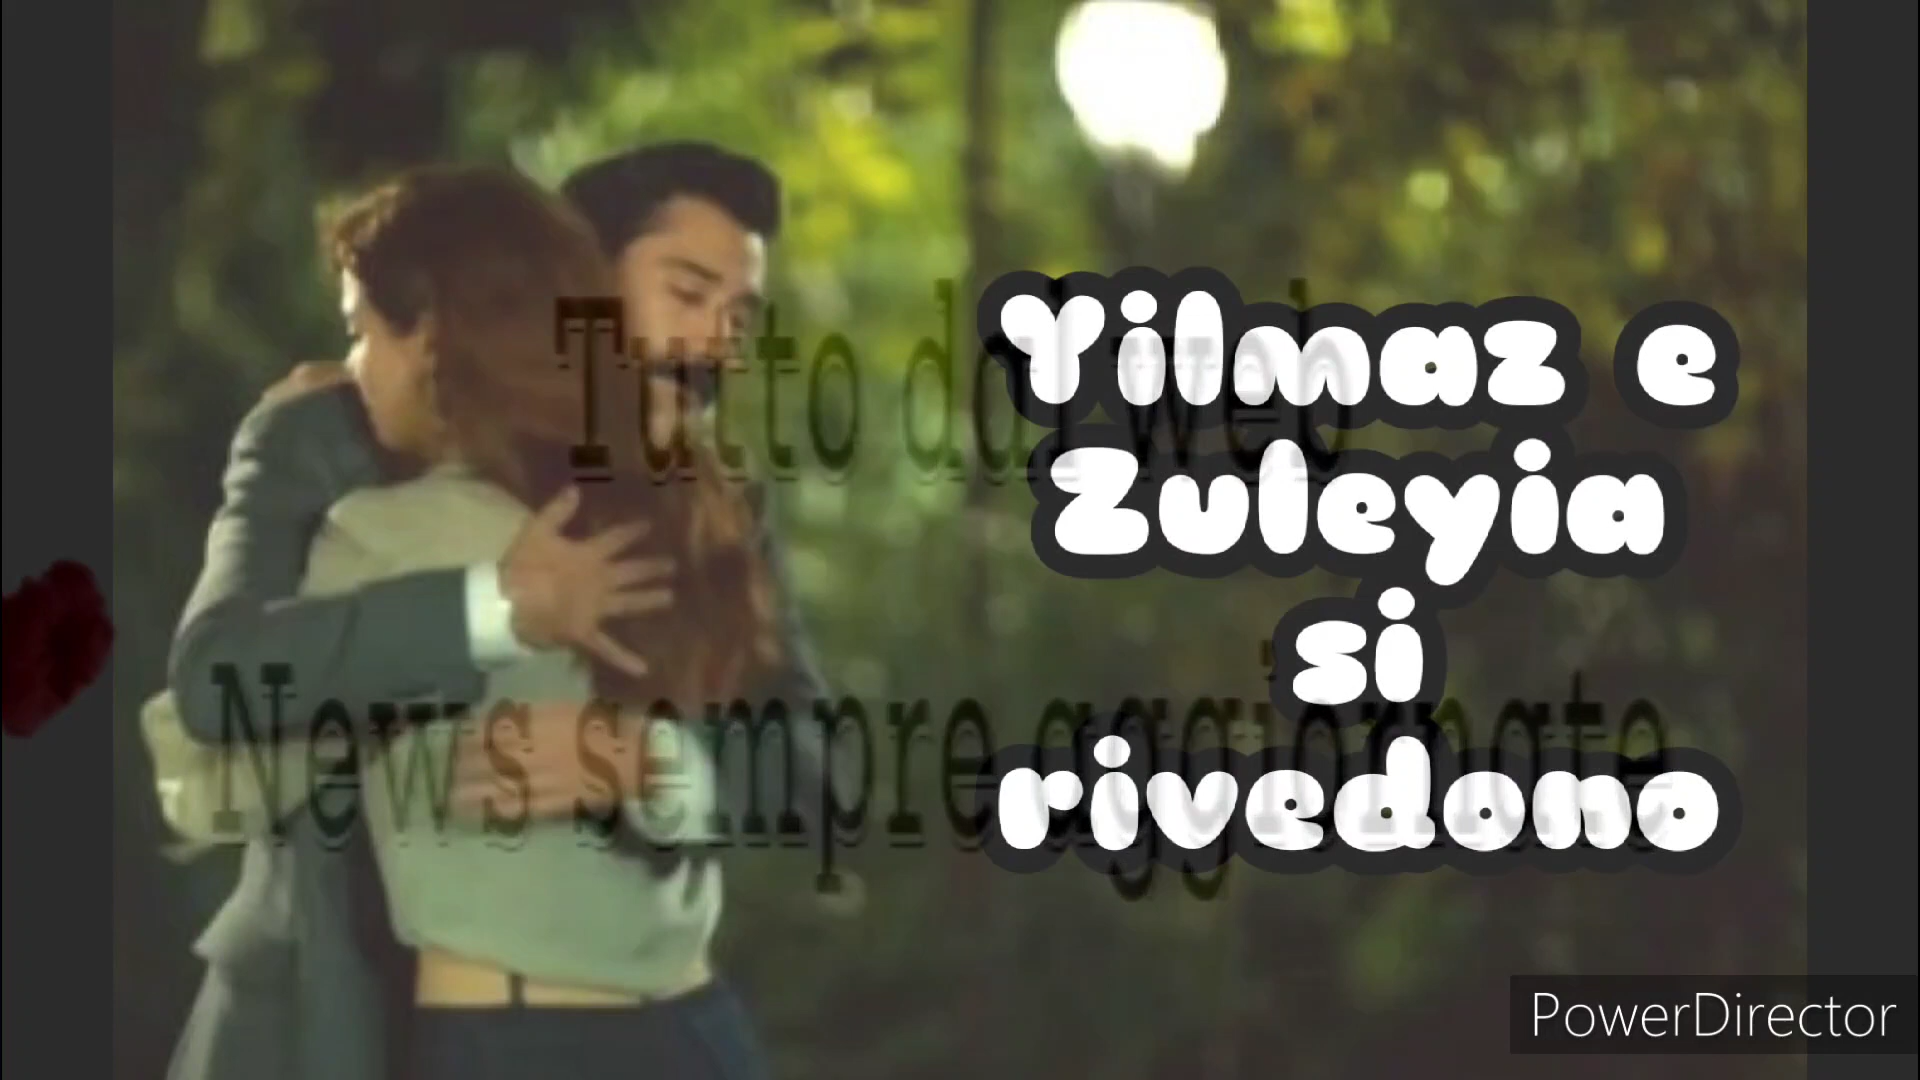 Tutto dal web
Yilmaz e
Zuleyia
si
News sempre aggiornate
rivedono
PowerDirector